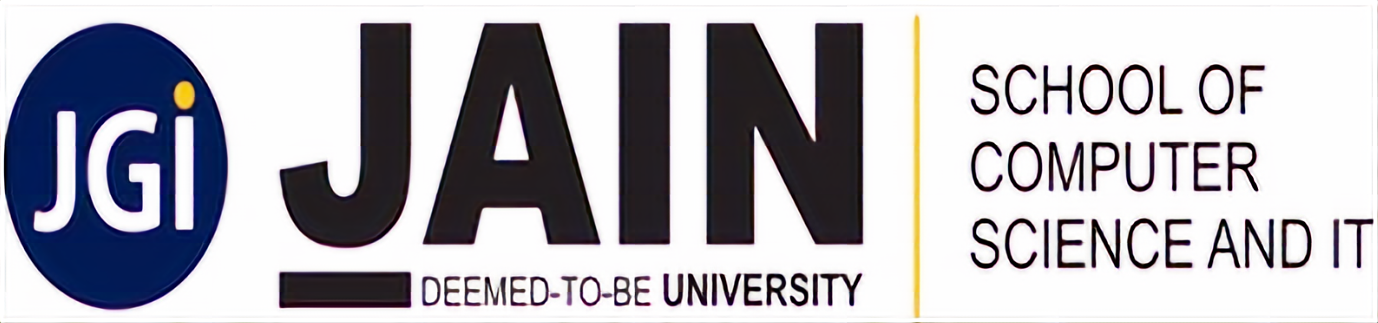 JGi
JAIN
DEEMED-TO-BE UNIVERSITY
SCHOOL OF
COMPUTER
SCIENCE AND IT